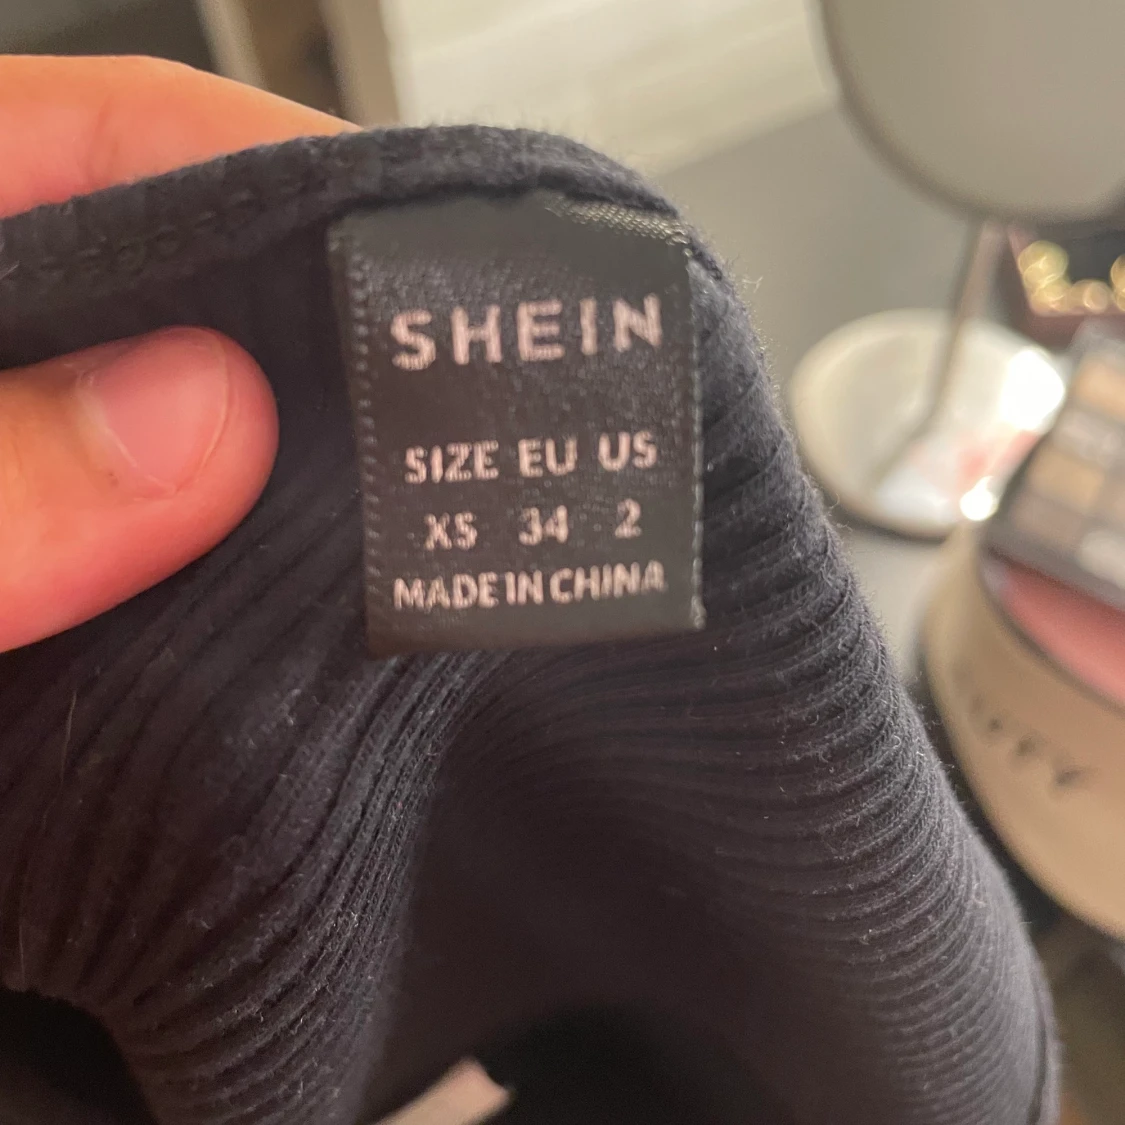 SHEIN
SIZE EU US
XS 34 2
MADE IN CHINA